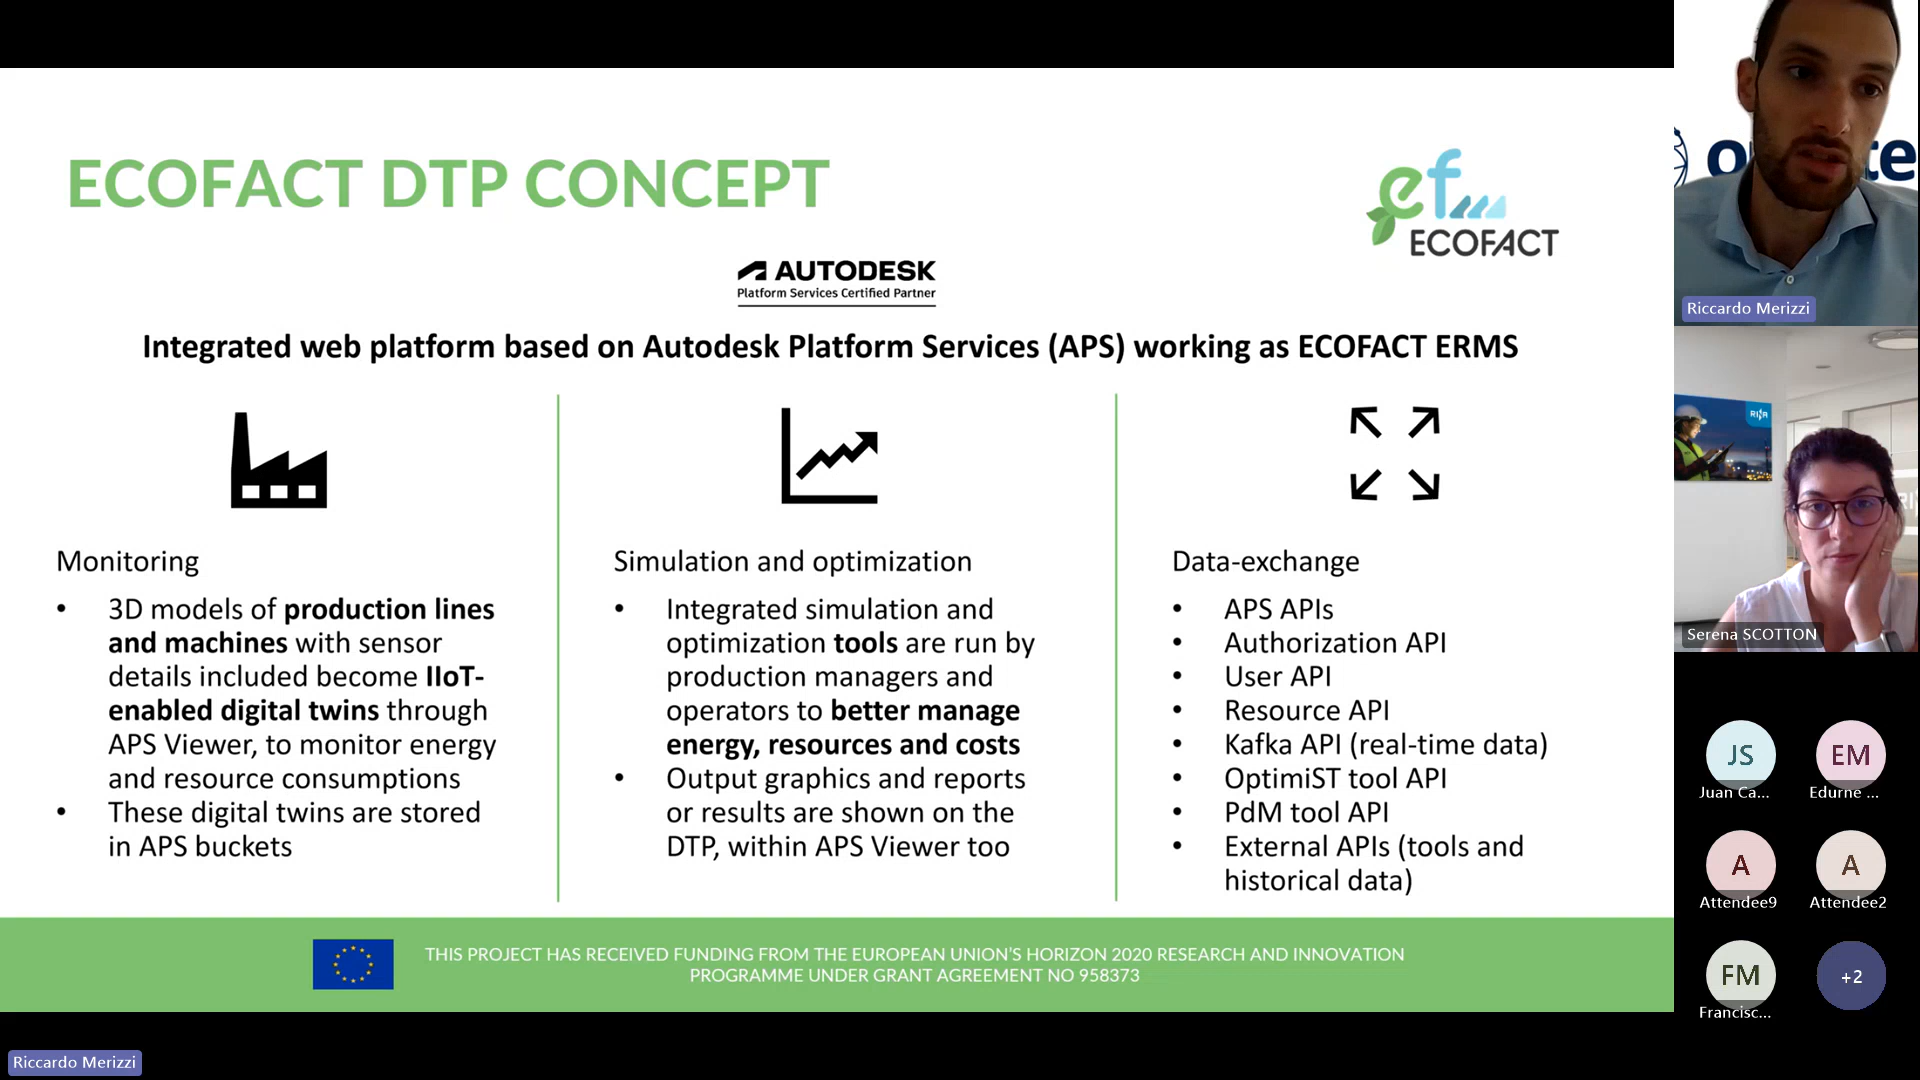 ECOFACT DTP CONCEPT
ef
ECOFACT
AUTODESK
Platform Services Certified Partner
Integrated web platform based on Autodesk Platform Services (APS) working as ECOFACT ERMS
Monitoring
• 3D models of production lines
and machines with sensor
details included become IIoT-
enabled digital twins through
APS Viewer, to monitor energy
and resource consumptions
• These digital twins are stored
in APS buckets
Simulation and optimization
• Integrated simulation and
optimization tools are run by
production managers and
operators to better manage
energy, resources and costs
• Output graphics and reports
or results are shown on the
DTP, within APS Viewer too
Data-exchange
• APS APIs
• Authorization API
• User API
• Resource API
• Kafka API (real-time data)
• OptimiST tool API
• PdM tool API
• External APIs (tools and
historical data)
THIS PROJECT HAS RECEIVED FUNDING FROM THE EUROPEAN UNION'S HORIZON 2020 RESEARCH AND INNOVATION
PROGRAMME UNDER GRANT AGREEMENT NO 958373
Riccardo Merizzi
Riccardo Merizzi
RINA
Serena SCOTTON
JS
Juan Ca...
EM
Edurne ...
A
Attendee9
A
Attendee2
FM
Francisc...
+2